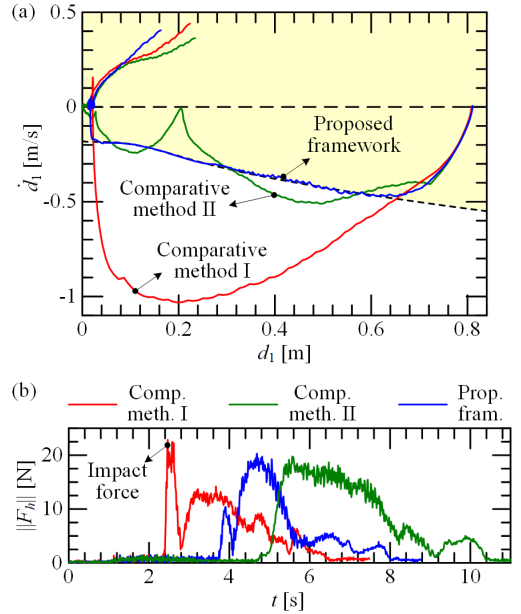 (a)
0.5
0
-0.5
-1
ḋ₁ [m/s]
Proposed
framework
Comparative
method II
Comparative
method I
0
0.2
0.4
0.6
0.8
d₁ [m]
(b)
Comp.
meth. I
Comp.
meth. II
Prop.
fram.
20
10
0
||Fₕ|| [N]
Impact
force
0
2
4
6
8
10
t [s]